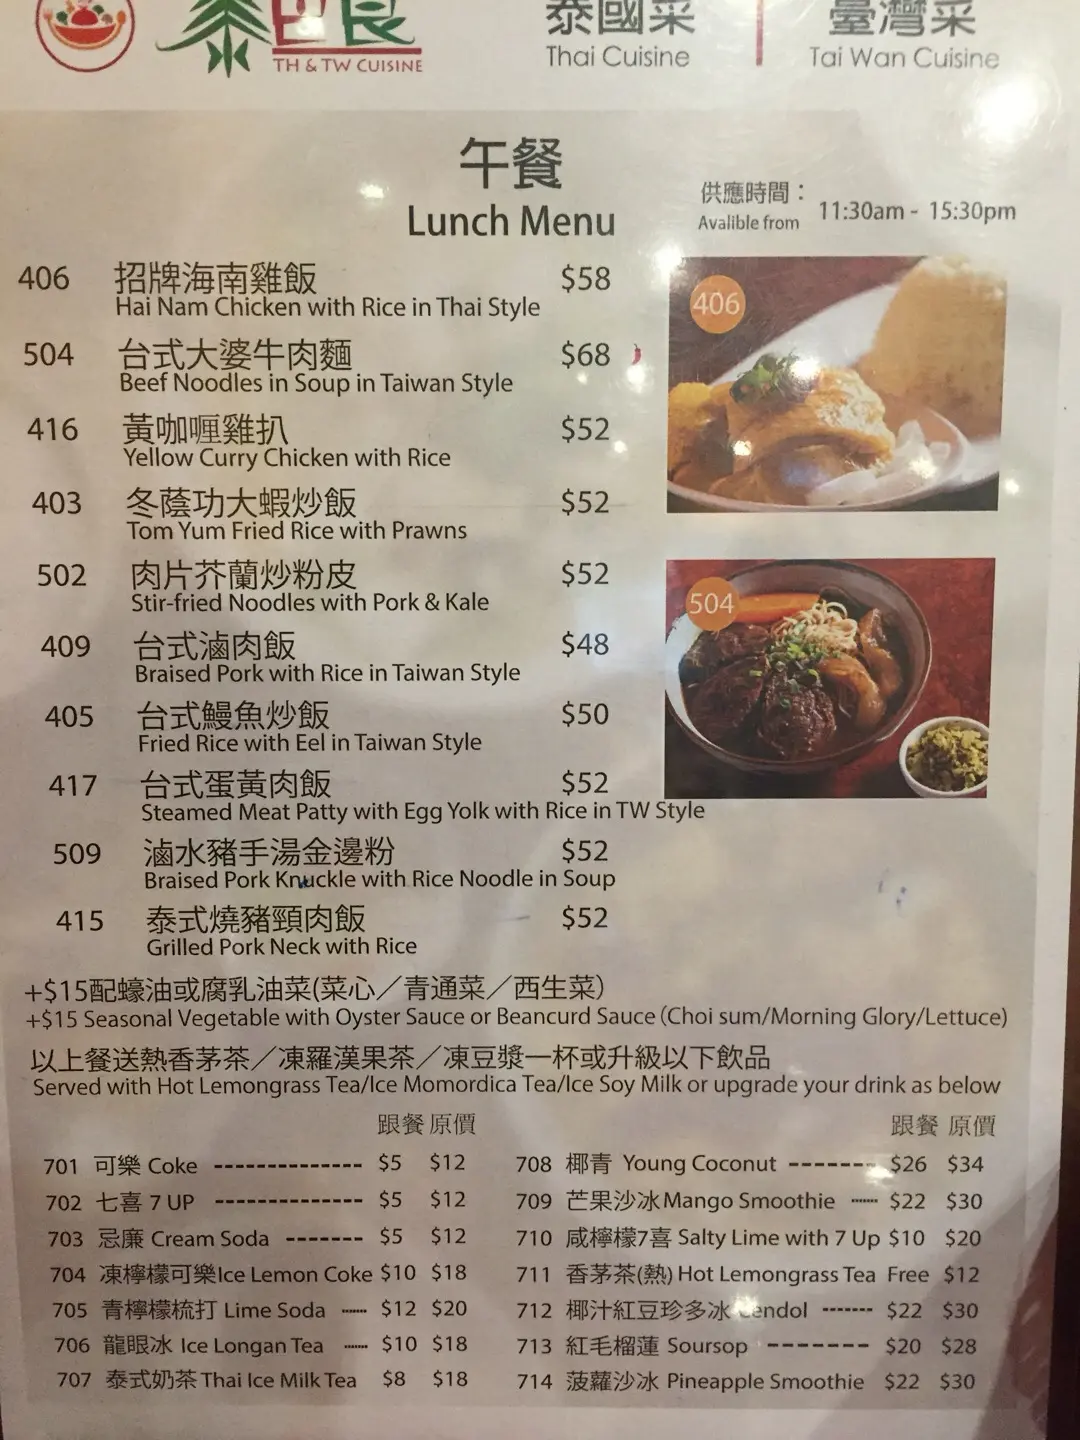 泰
食
TH & TW CUISINE
泰國菜
Thai Cuisine
臺灣菜
Tai Wan Cuisine
午餐
Lunch Menu
供應時間：
Avalible from 11:30am - 15:30pm
406 招牌海南雞飯 $58
Hai Nam Chicken with Rice in Thai Style
504 台式大婆牛肉麵 $68
Beef Noodles in Soup in Taiwan Style
416 黃咖喱雞扒 $52
Yellow Curry Chicken with Rice
403 冬蔭功大蝦炒飯 $52
Tom Yum Fried Rice with Prawns
502 肉片芥蘭炒粉皮 $52
Stir-fried Noodles with Pork & Kale
409 台式滷肉飯 $48
Braised Pork with Rice in Taiwan Style
405 台式鰻魚炒飯 $50
Fried Rice with Eel in Taiwan Style
417 台式蛋黃肉飯 $52
Steamed Meat Patty with Egg Yolk with Rice in TW Style
509 滷水豬手湯金邊粉 $52
Braised Pork Knuckle with Rice Noodle in Soup
415 泰式燒豬頸肉飯 $52
Grilled Pork Neck with Rice
406
504
+$15配蠔油或腐乳油菜(菜心／青通菜／西生菜)
+$15 Seasonal Vegetable with Oyster Sauce or Beancurd Sauce (Choi sum/Morning Glory/Lettuce)
以上餐送熱香茅茶／凍羅漢果茶／凍豆漿一杯或升級以下飲品
Served with Hot Lemongrass Tea/Ice Momordica Tea/Ice Soy Milk or upgrade your drink as below
跟餐 原價
701 可樂 Coke -------------- $5 $12
702 七喜 7 UP -------------- $5 $12
703 忌廉 Cream Soda ------- $5 $12
704 凍檸檬可樂Ice Lemon Coke $10 $18
705 青檸檬梳打 Lime Soda ------ $12 $20
706 龍眼冰 Ice Longan Tea ------ $10 $18
707 泰式奶茶 Thai Ice Milk Tea $8 $18
跟餐 原價
708 椰青 Young Coconut ------- $26 $34
709 芒果沙冰Mango Smoothie ------ $22 $30
710 咸檸檬7喜 Salty Lime with 7 Up $10 $20
711 香茅茶(熱) Hot Lemongrass Tea Free $12
712 椰汁紅豆珍多冰 Cendol ------- $22 $30
713 紅毛榴蓮 Soursop -------- $20 $28
714 菠蘿沙冰 Pineapple Smoothie $22 $30